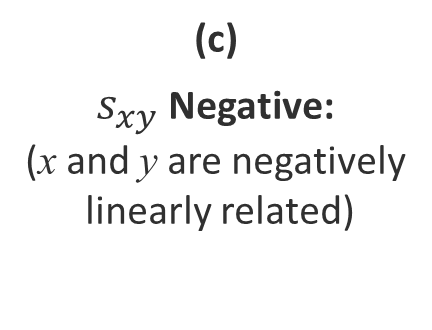 (c)
sxy Negative:
(x and y are negatively
linearly related)